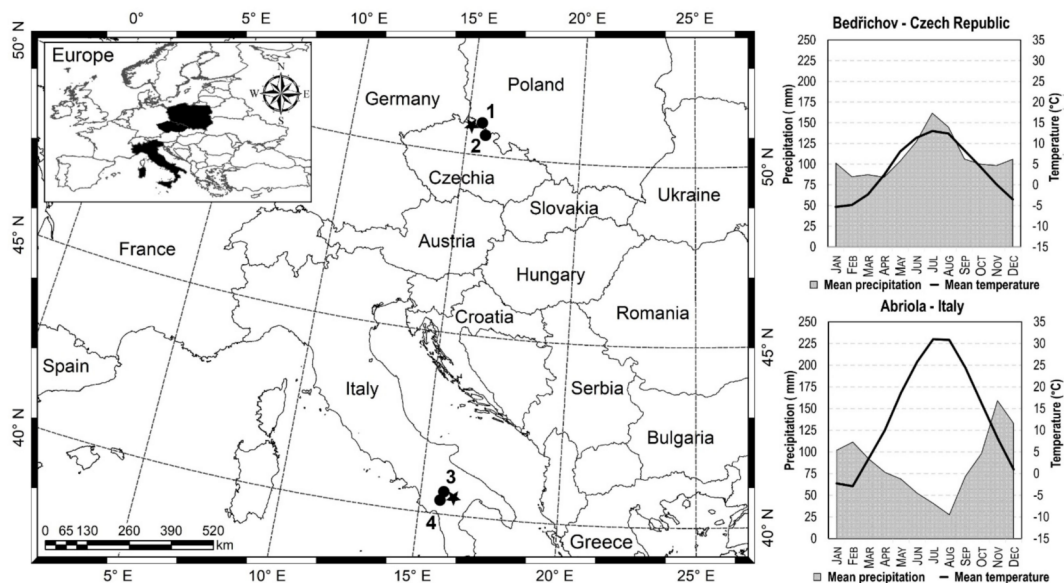 0° 5° E 10° E 15° E 20° E 25° E
50° N
45° N
40° N
Europe
N
W E
S
Germany
Poland
1
2
Czechia
Ukraine
Slovakia
Austria
France
Hungary
Croatia
Romania
Spain
Italy
Serbia
Bulgaria
3
4
Greece
0 65 130 260 390 520
km
50° N
45° N
40° N
5° E 10° E 15° E 20° E 25° E
Bedřichov - Czech Republic
Precipitation ( mm)
250
225
200
175
150
125
100
75
50
25
0
35
30
25
20
15
10
5
0
-5
-10
-15
Temperature (°C)
JAN FEB MAR APR MAY JUN JUL AUG SEP OCT NOV DEC
Mean precipitation Mean temperature
Abriola - Italy
Precipitation ( mm)
250
225
200
175
150
125
100
75
50
25
0
35
30
25
20
15
10
5
0
-5
-10
-15
Temperature (°C)
JAN FEB MAR APR MAY JUN JUL AUG SEP OCT NOV DEC
Mean precipitation Mean temperature